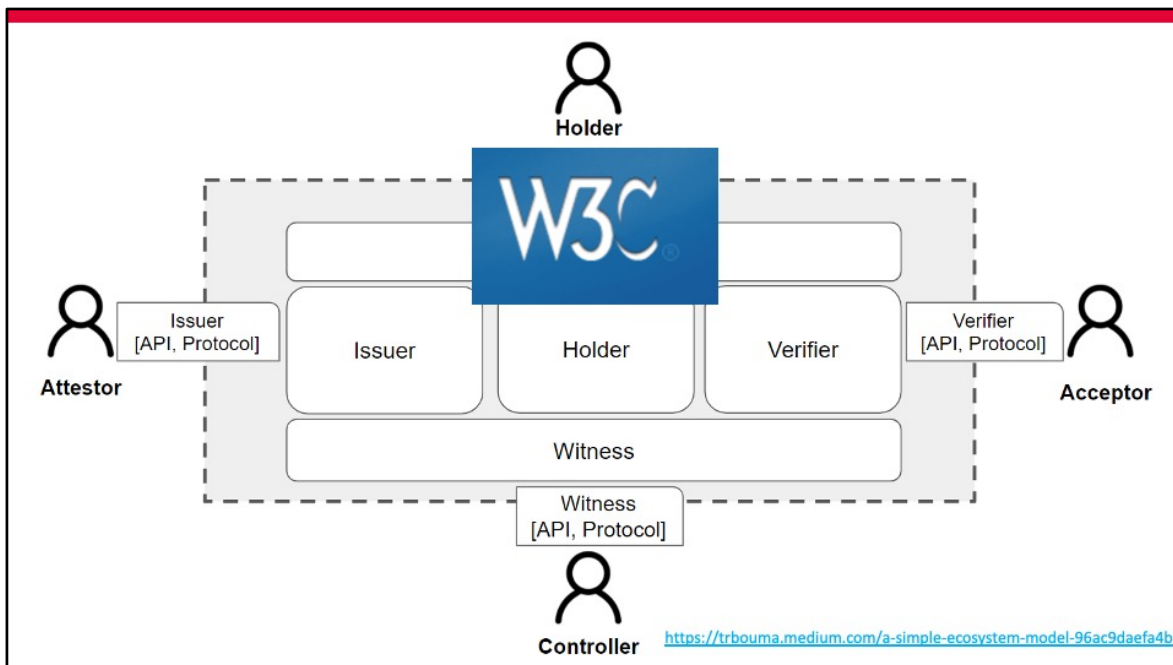 Holder
W3C®
Issuer
[API, Protocol]
Attestor
Issuer
Holder
Verifier
Verifier
[API, Protocol]
Acceptor
Witness
Witness
[API, Protocol]
Controller
https://trbouma.medium.com/a-simple-ecosystem-model-96ac9daefa4b